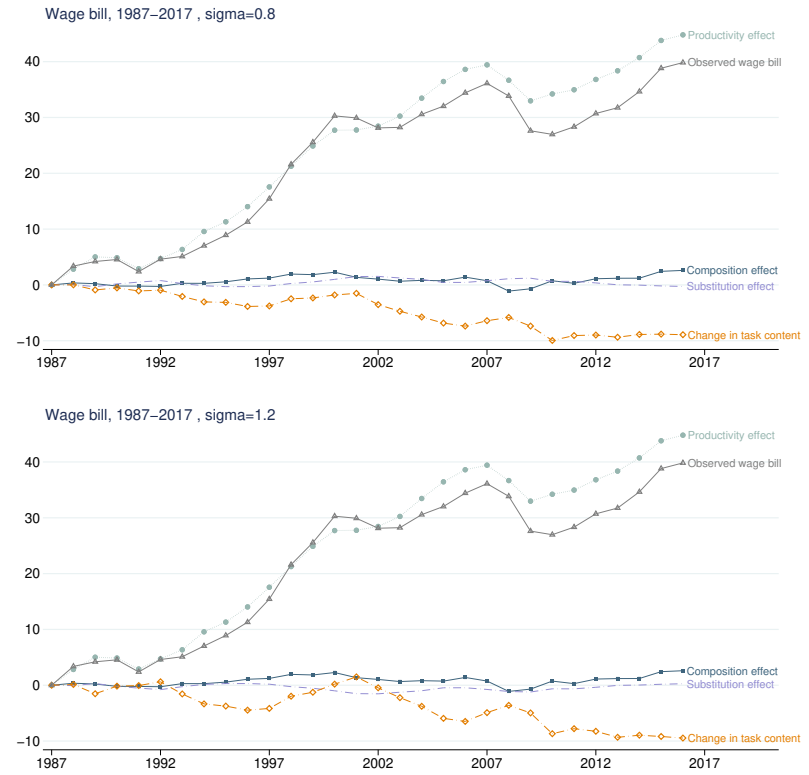 Wage bill, 1987−2017 , sigma=0.8
Productivity effect
Observed wage bill
40
30
20
10
0
−10
Composition effect
Substitution effect
Change in task content
1987 1992 1997 2002 2007 2012 2017
Wage bill, 1987−2017 , sigma=1.2
Productivity effect
Observed wage bill
40
30
20
10
0
−10
Composition effect
Substitution effect
Change in task content
1987 1992 1997 2002 2007 2012 2017